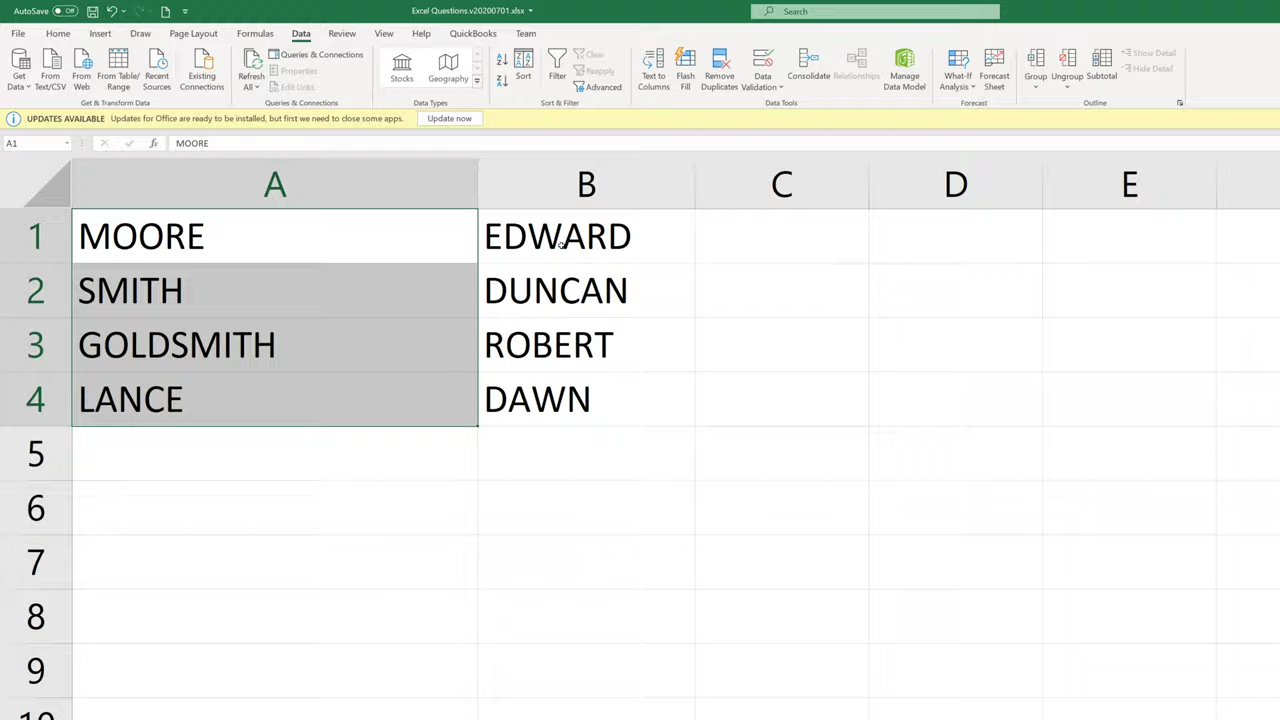 AutoSave Off Excel Questions.v20200701.xlsx Search
File Home Insert Draw Page Layout Formulas Data Review View Help QuickBooks Team
Get Data From Text/CSV From Web From Table/ Range Recent Sources Existing Connections
Get & Transform Data
Refresh All Queries & Connections Properties Edit Links
Queries & Connections
Stocks Geography
Data Types
Sort Filter Clear Reapply Advanced
Sort & Filter
Text to Columns Flash Fill Remove Duplicates Data Validation Consolidate Relationships Manage Data Model
Data Tools
What-If Analysis Forecast Sheet
Forecast
Group Ungroup Subtotal Show Detail Hide Detail
Outline
UPDATES AVAILABLE Updates for Office are ready to be installed, but first we need to close some apps. Update now
A1 fx MOORE
A B C D E
1 MOORE EDWARD
2 SMITH DUNCAN
3 GOLDSMITH ROBERT
4 LANCE DAWN
5
6
7
8
9
10